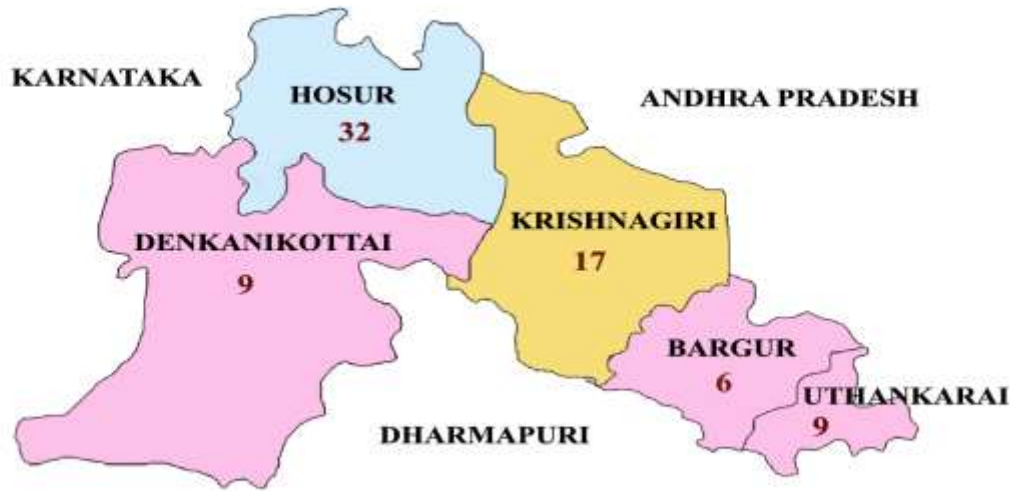 KARNATAKA
HOSUR
32
ANDHRA PRADESH
KRISHNAGIRI
17
DENKANIKOTTAI
9
BARGUR
6
UTHANKARAI
9
DHARMAPURI